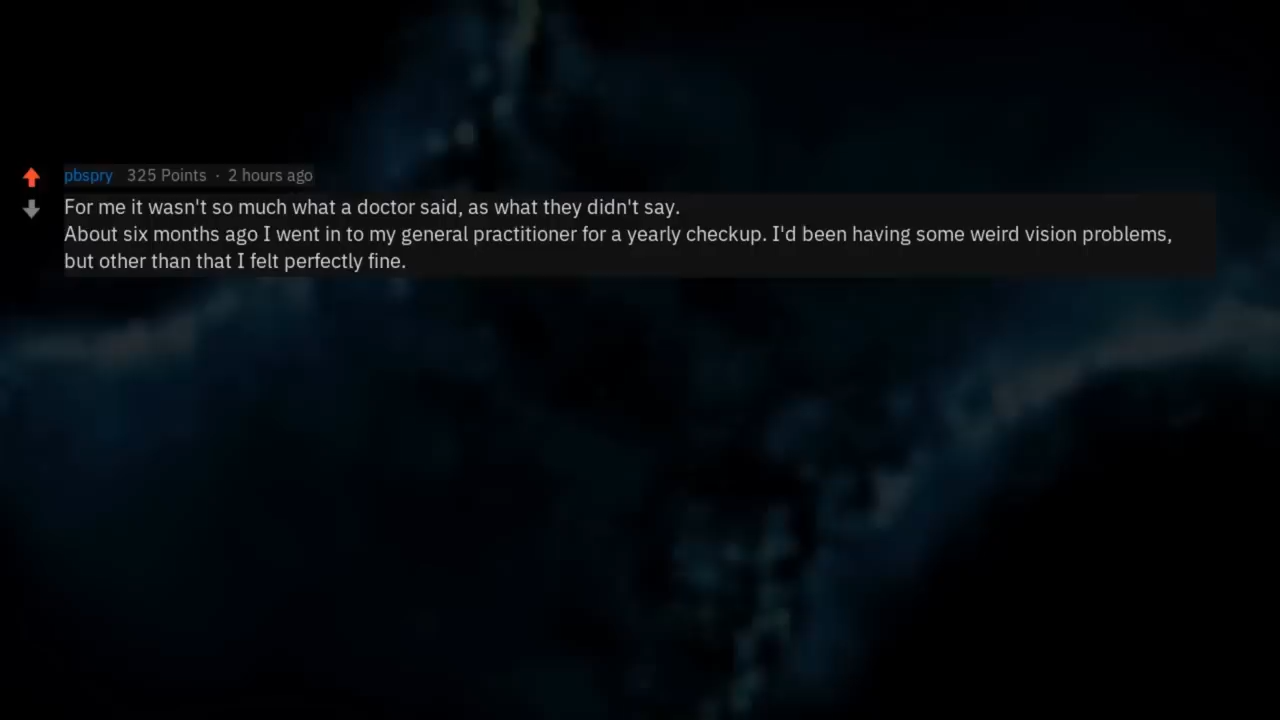 pbspry 325 Points · 2 hours ago
For me it wasn't so much what a doctor said, as what they didn't say.
About six months ago I went in to my general practitioner for a yearly checkup. I'd been having some weird vision problems,
but other than that I felt perfectly fine.